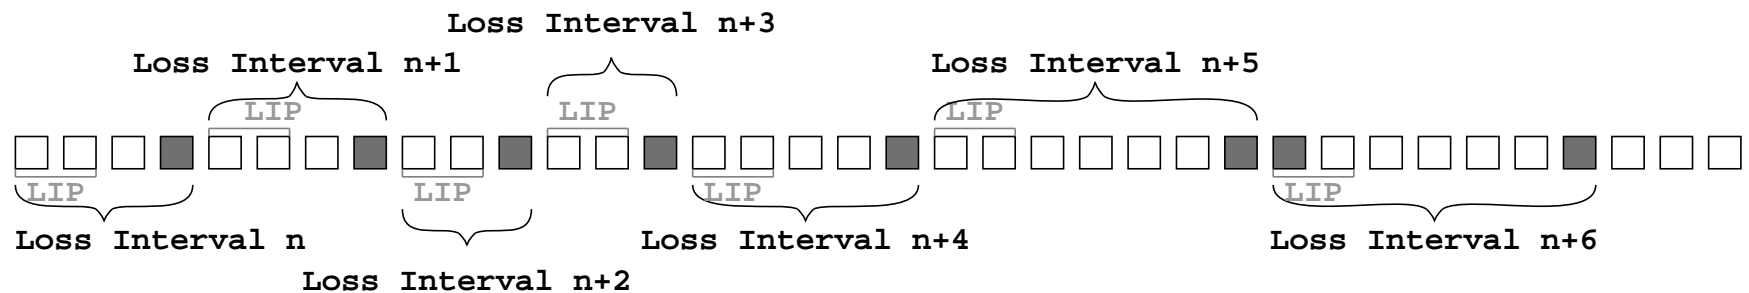 Loss Interval n+3
Loss Interval n+1
Loss Interval n+5
LIP
LIP
LIP
LIP
LIP
LIP
LIP
Loss Interval n
Loss Interval n+4
Loss Interval n+6
Loss Interval n+2